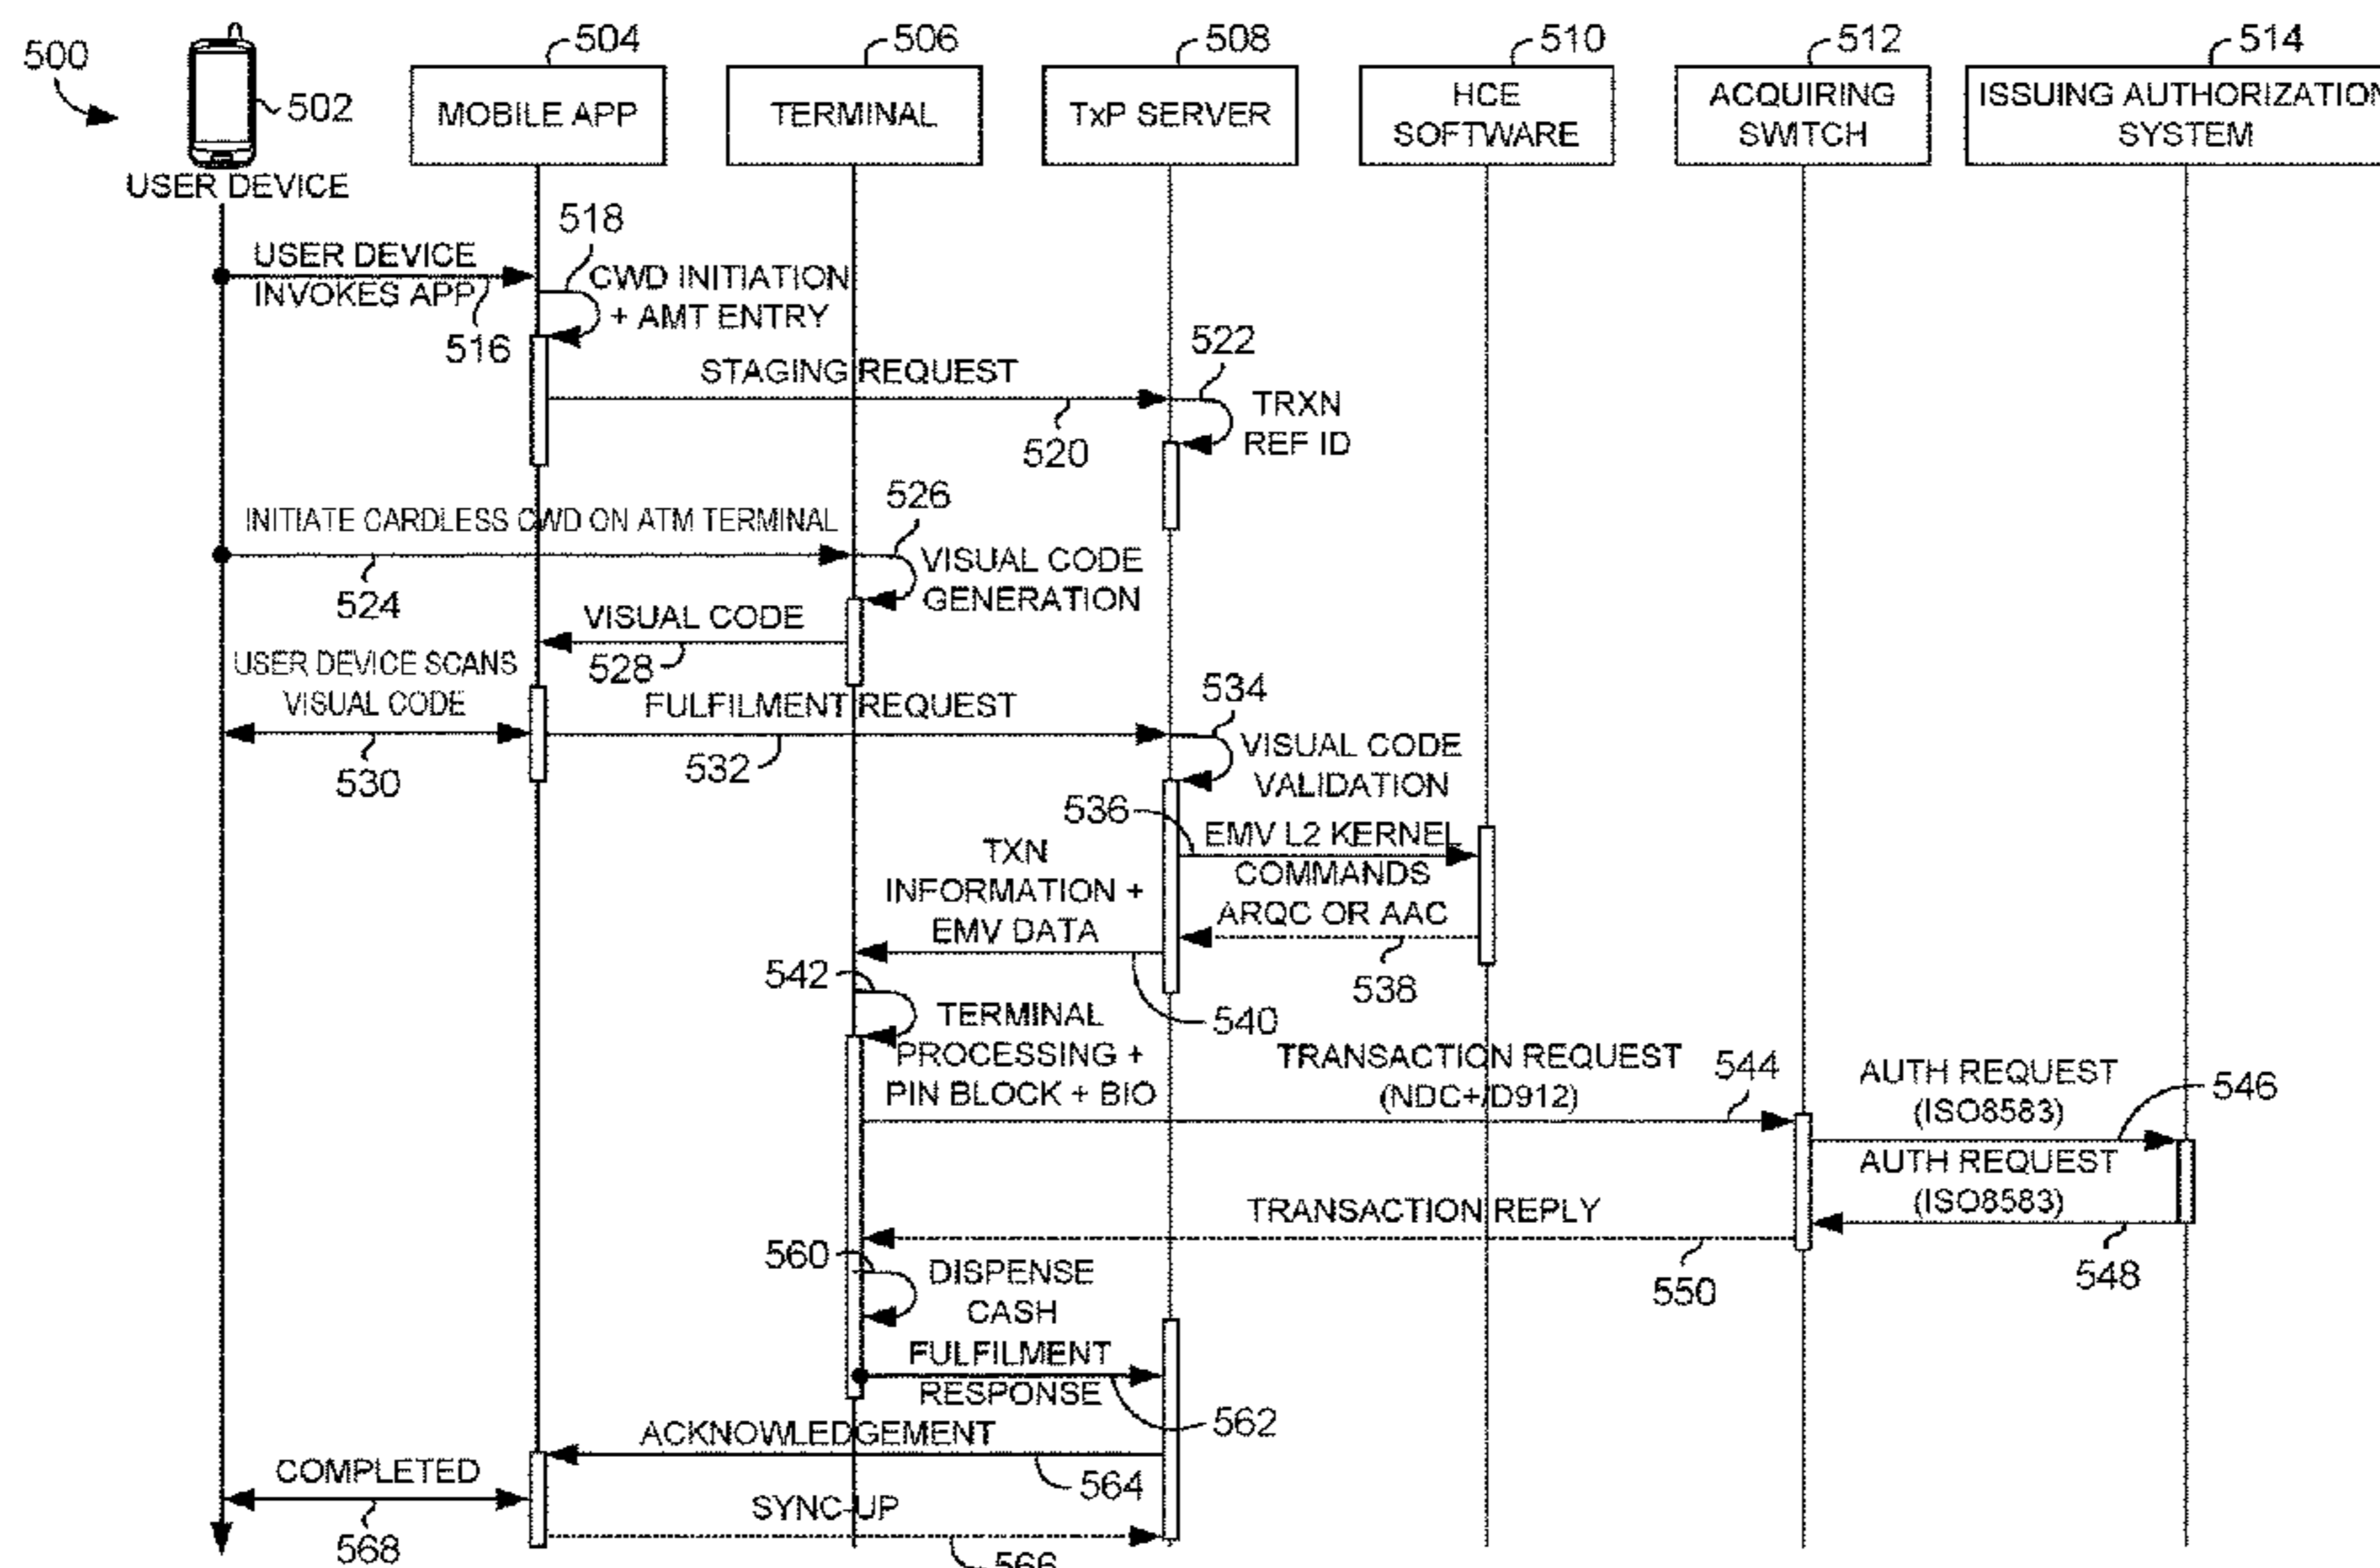 500
502
USER DEVICE
504
MOBILE APP
506
TERMINAL
508
TxP SERVER
510
HCE
SOFTWARE
512
ACQUIRING
SWITCH
514
ISSUING AUTHORIZATION
SYSTEM
USER DEVICE
INVOKES APP
516
518
CWD INITIATION
+ AMT ENTRY
STAGING REQUEST
520
522
TRXN
REF ID
INITIATE CARDLESS CWD ON ATM TERMINAL
524
526
VISUAL CODE
GENERATION
VISUAL CODE
528
USER DEVICE SCANS
VISUAL CODE
530
FULFILMENT REQUEST
532
534
VISUAL CODE
VALIDATION
536
EMV L2 KERNEL
COMMANDS
ARQC OR AAC
538
TXN
INFORMATION +
EMV DATA
540
542
TERMINAL
PROCESSING +
PIN BLOCK + BIO
TRANSACTION REQUEST
(NDC+/D912)
544
AUTH REQUEST
(ISO8583)
546
AUTH REQUEST
(ISO8583)
548
TRANSACTION REPLY
550
560
DISPENSE
CASH
FULFILMENT
RESPONSE
562
ACKNOWLEDGEMENT
564
COMPLETED
568
SYNC-UP
566